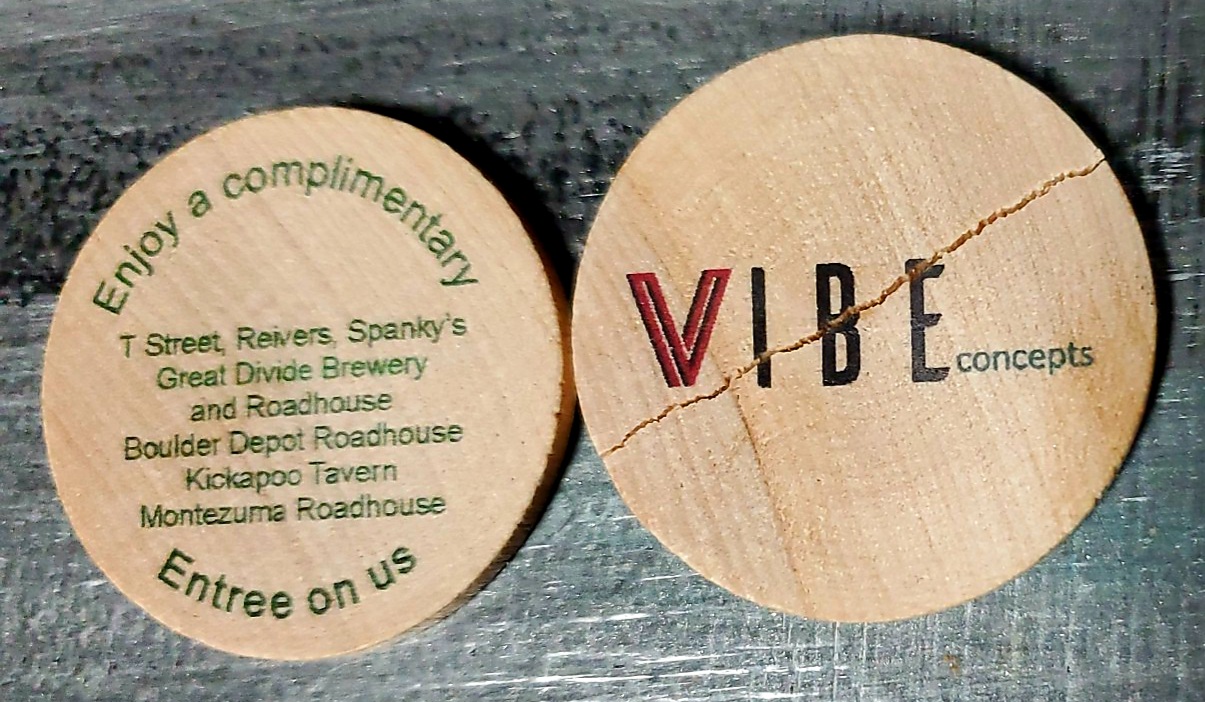 Enjoy a complimentary
T Street, Reivers, Spanky's
Great Divide Brewery
and Roadhouse
Boulder Depot Roadhouse
Kickapoo Tavern
Montezuma Roadhouse
Entree on us
VIBE concepts